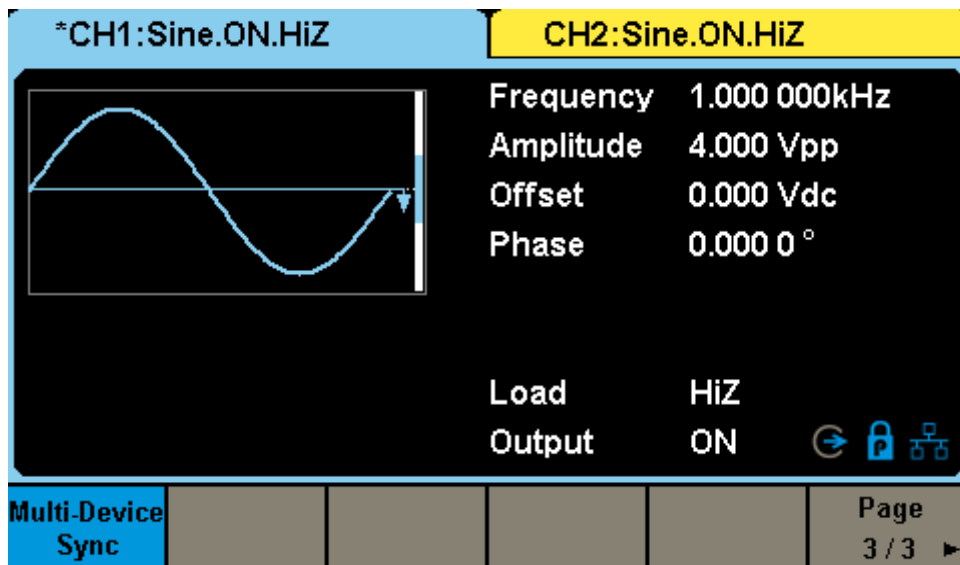 *CH1:Sine.ON.HiZ
CH2:Sine.ON.HiZ
Frequency 1.000 000kHz
Amplitude 4.000 Vpp
Offset 0.000 Vdc
Phase 0.000 0 °
Load HiZ
Output ON
P
Multi-Device
Sync
Page
3 / 3 ►